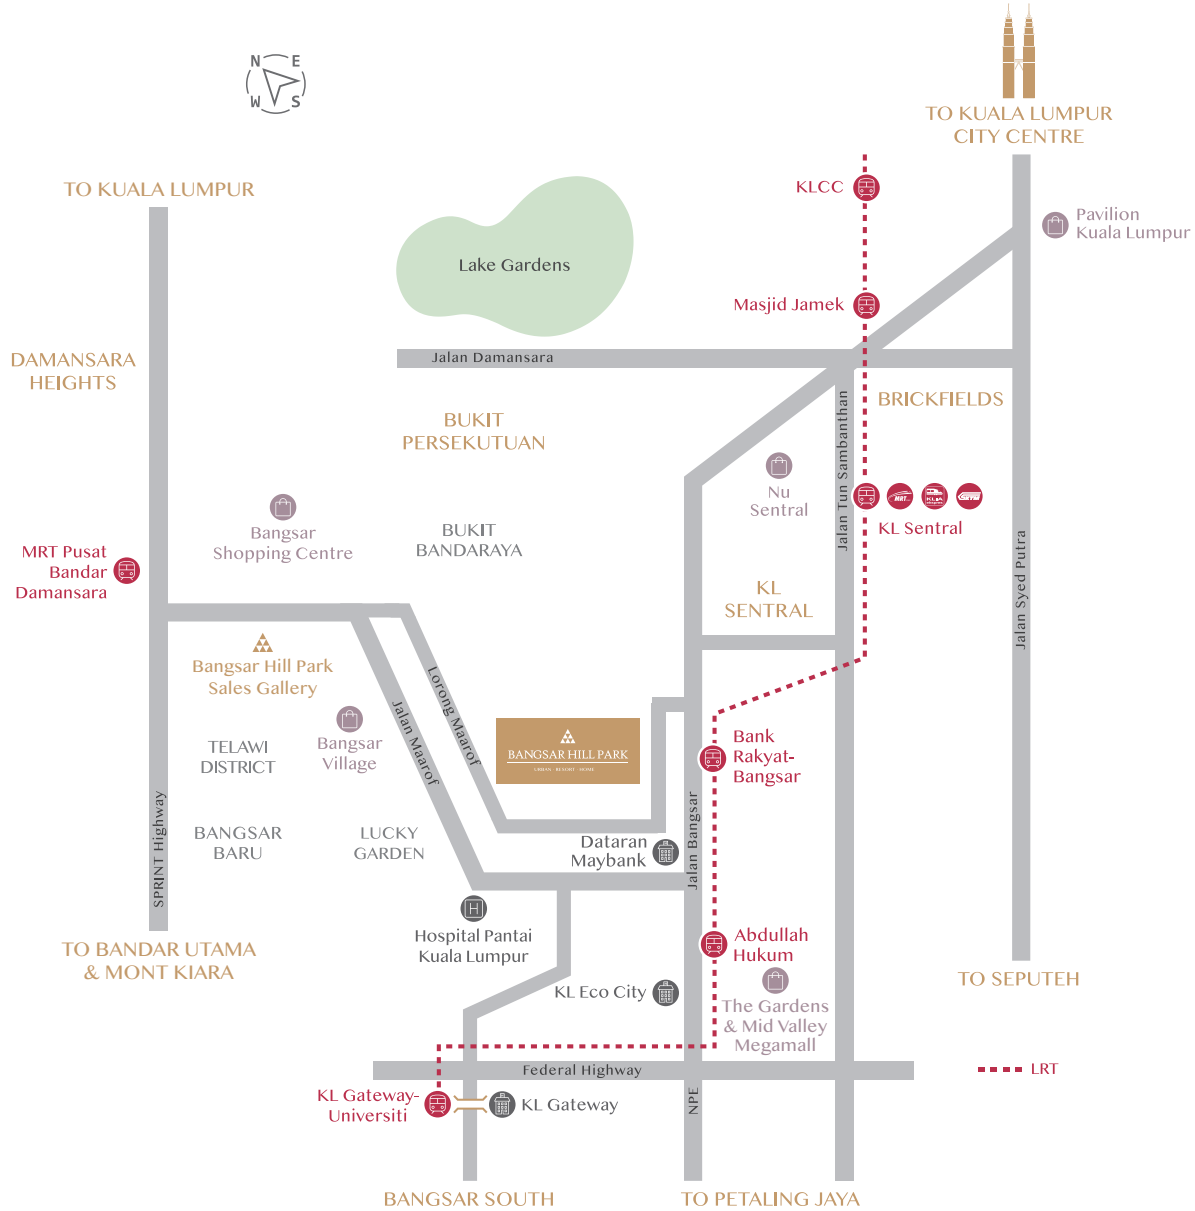 N E
W S
TO KUALA LUMPUR
CITY CENTRE
TO KUALA LUMPUR
KLCC
Pavilion
Kuala Lumpur
Lake Gardens
Masjid Jamek
DAMANSARA
HEIGHTS
Jalan Damansara
BRICKFIELDS
BUKIT
PERSEKUTUAN
Jalan Tun Sambanthan
Nu
Sentral
MRT
KLIA
KL Sentral
Bangsar
Shopping Centre
BUKIT
BANDARAYA
MRT Pusat
Bandar
Damansara
KL
SENTRAL
Jalan Syed Putra
Bangsar Hill Park
Sales Gallery
Lorong Maarof
Jalan Maarof
Bangsar
Village
TELAWI
DISTRICT
BANGSAR HILL PARK
URBAN · RESORT · HOME
Bank
Rakyat-
Bangsar
SPRINT Highway
BANGSAR
BARU
LUCKY
GARDEN
Dataran
Maybank
Jalan Bangsar
H
Hospital Pantai
Kuala Lumpur
Abdullah
Hukum
TO BANDAR UTAMA
& MONT KIARA
TO SEPUTEH
KL Eco City
The Gardens
& Mid Valley
Megamall
Federal Highway
LRT
KL Gateway-
Universiti
KL Gateway
NPE
BANGSAR SOUTH
TO PETALING JAYA